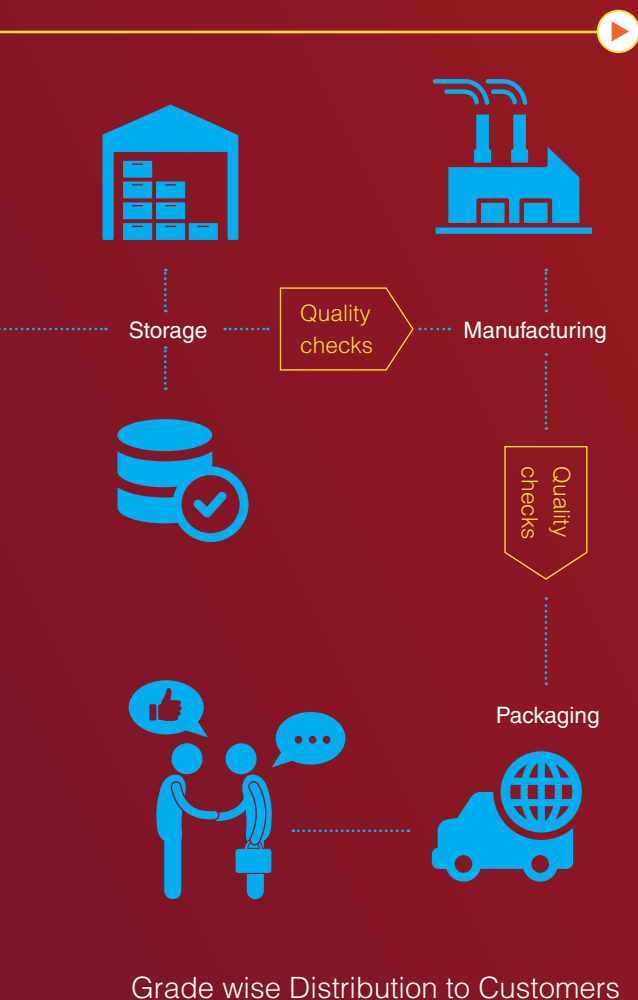 Storage
Quality
checks
Manufacturing
Quality
checks
Packaging
Grade wise Distribution to Customers